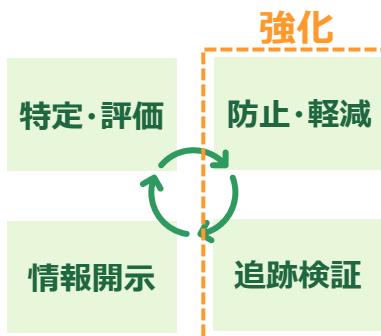 強化
特定・評価
防止・軽減
情報開示
追跡検証